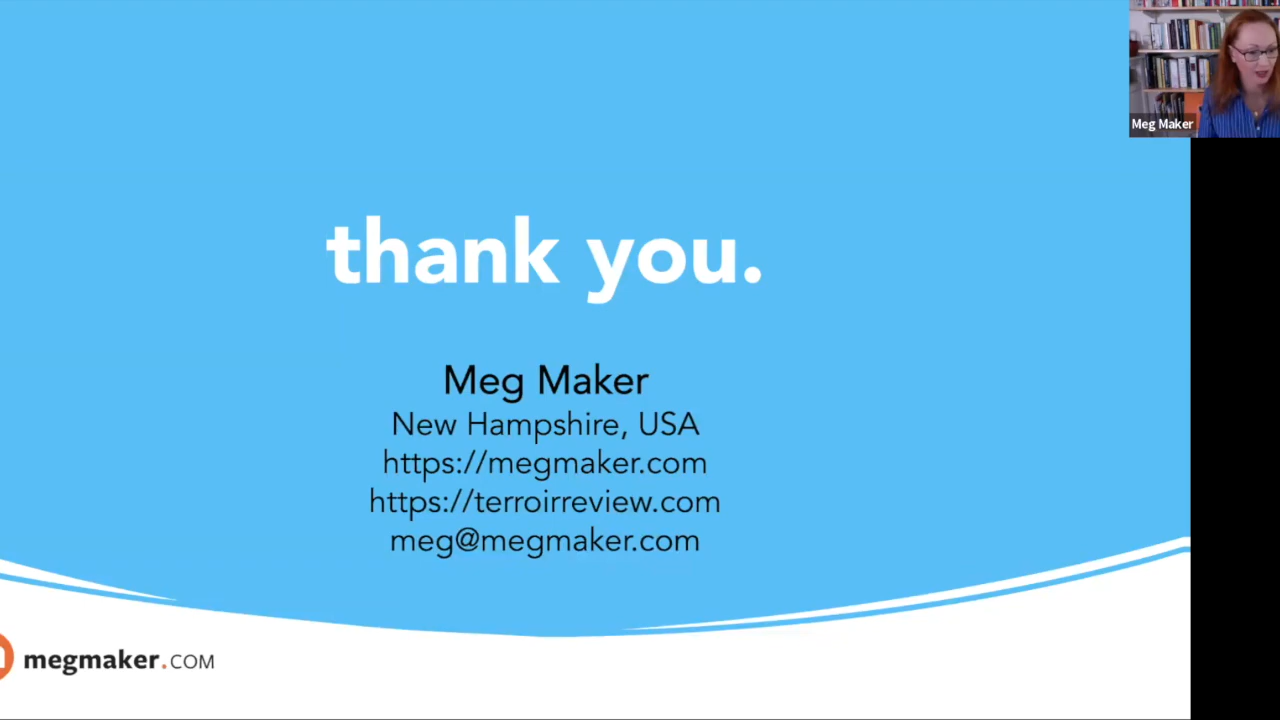 Meg Maker
thank you.
Meg Maker
New Hampshire, USA
https://megmaker.com
https://terroirreview.com
meg@megmaker.com
megmaker.COM